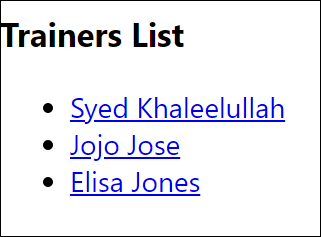 Trainers List
Syed Khaleelullah
Jojo Jose
Elisa Jones